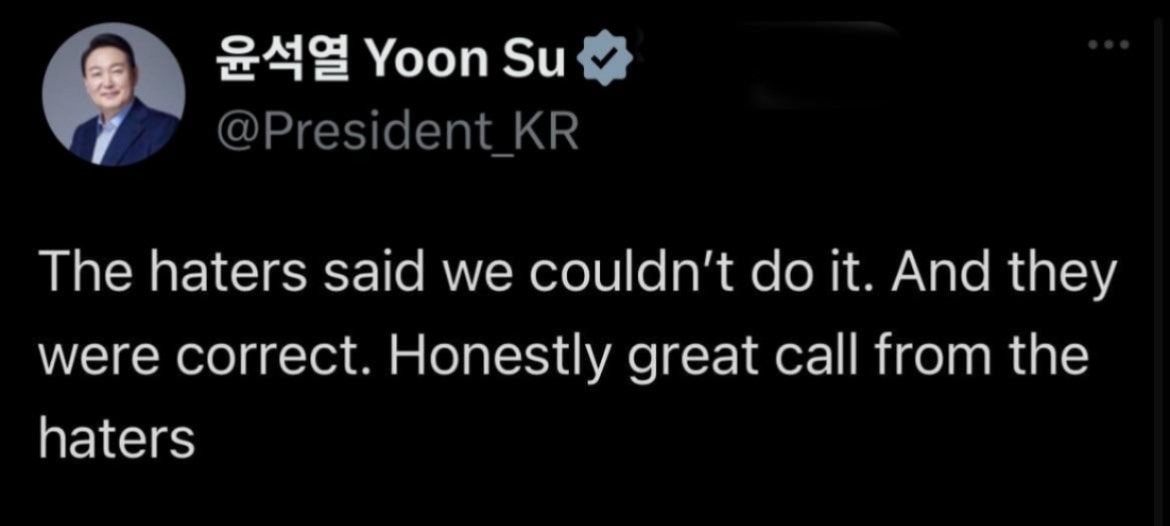 윤석열 Yoon Su
@President_KR
The haters said we couldn’t do it. And they
were correct. Honestly great call from the
haters